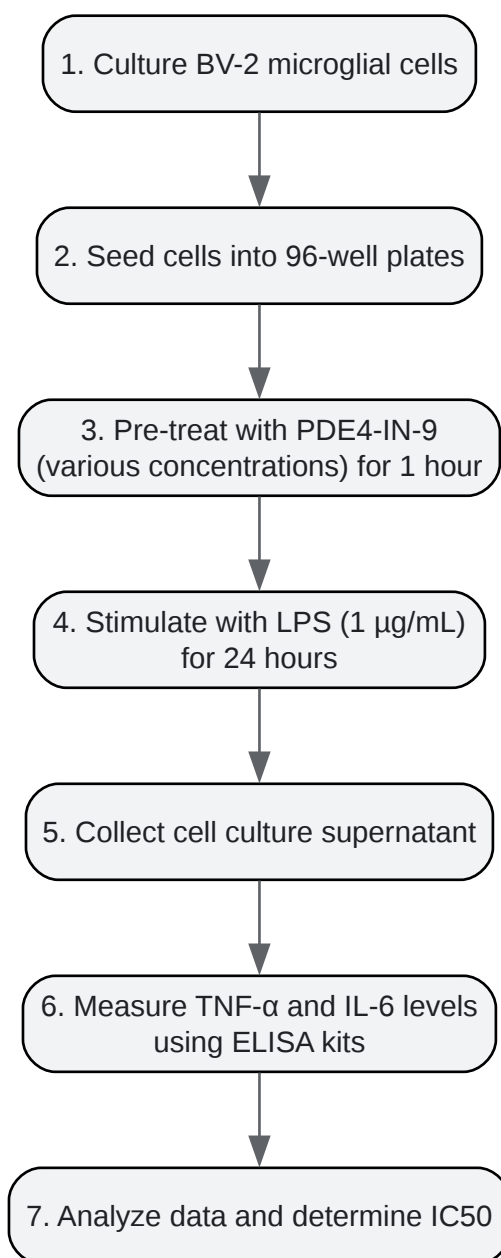 1. Culture BV-2 microglial cells
2. Seed cells into 96-well plates
3. Pre-treat with PDE4-IN-9
(various concentrations) for 1 hour
4. Stimulate with LPS (1 µg/mL)
for 24 hours
5. Collect cell culture supernatant
6. Measure TNF-α and IL-6 levels
using ELISA kits
7. Analyze data and determine IC50